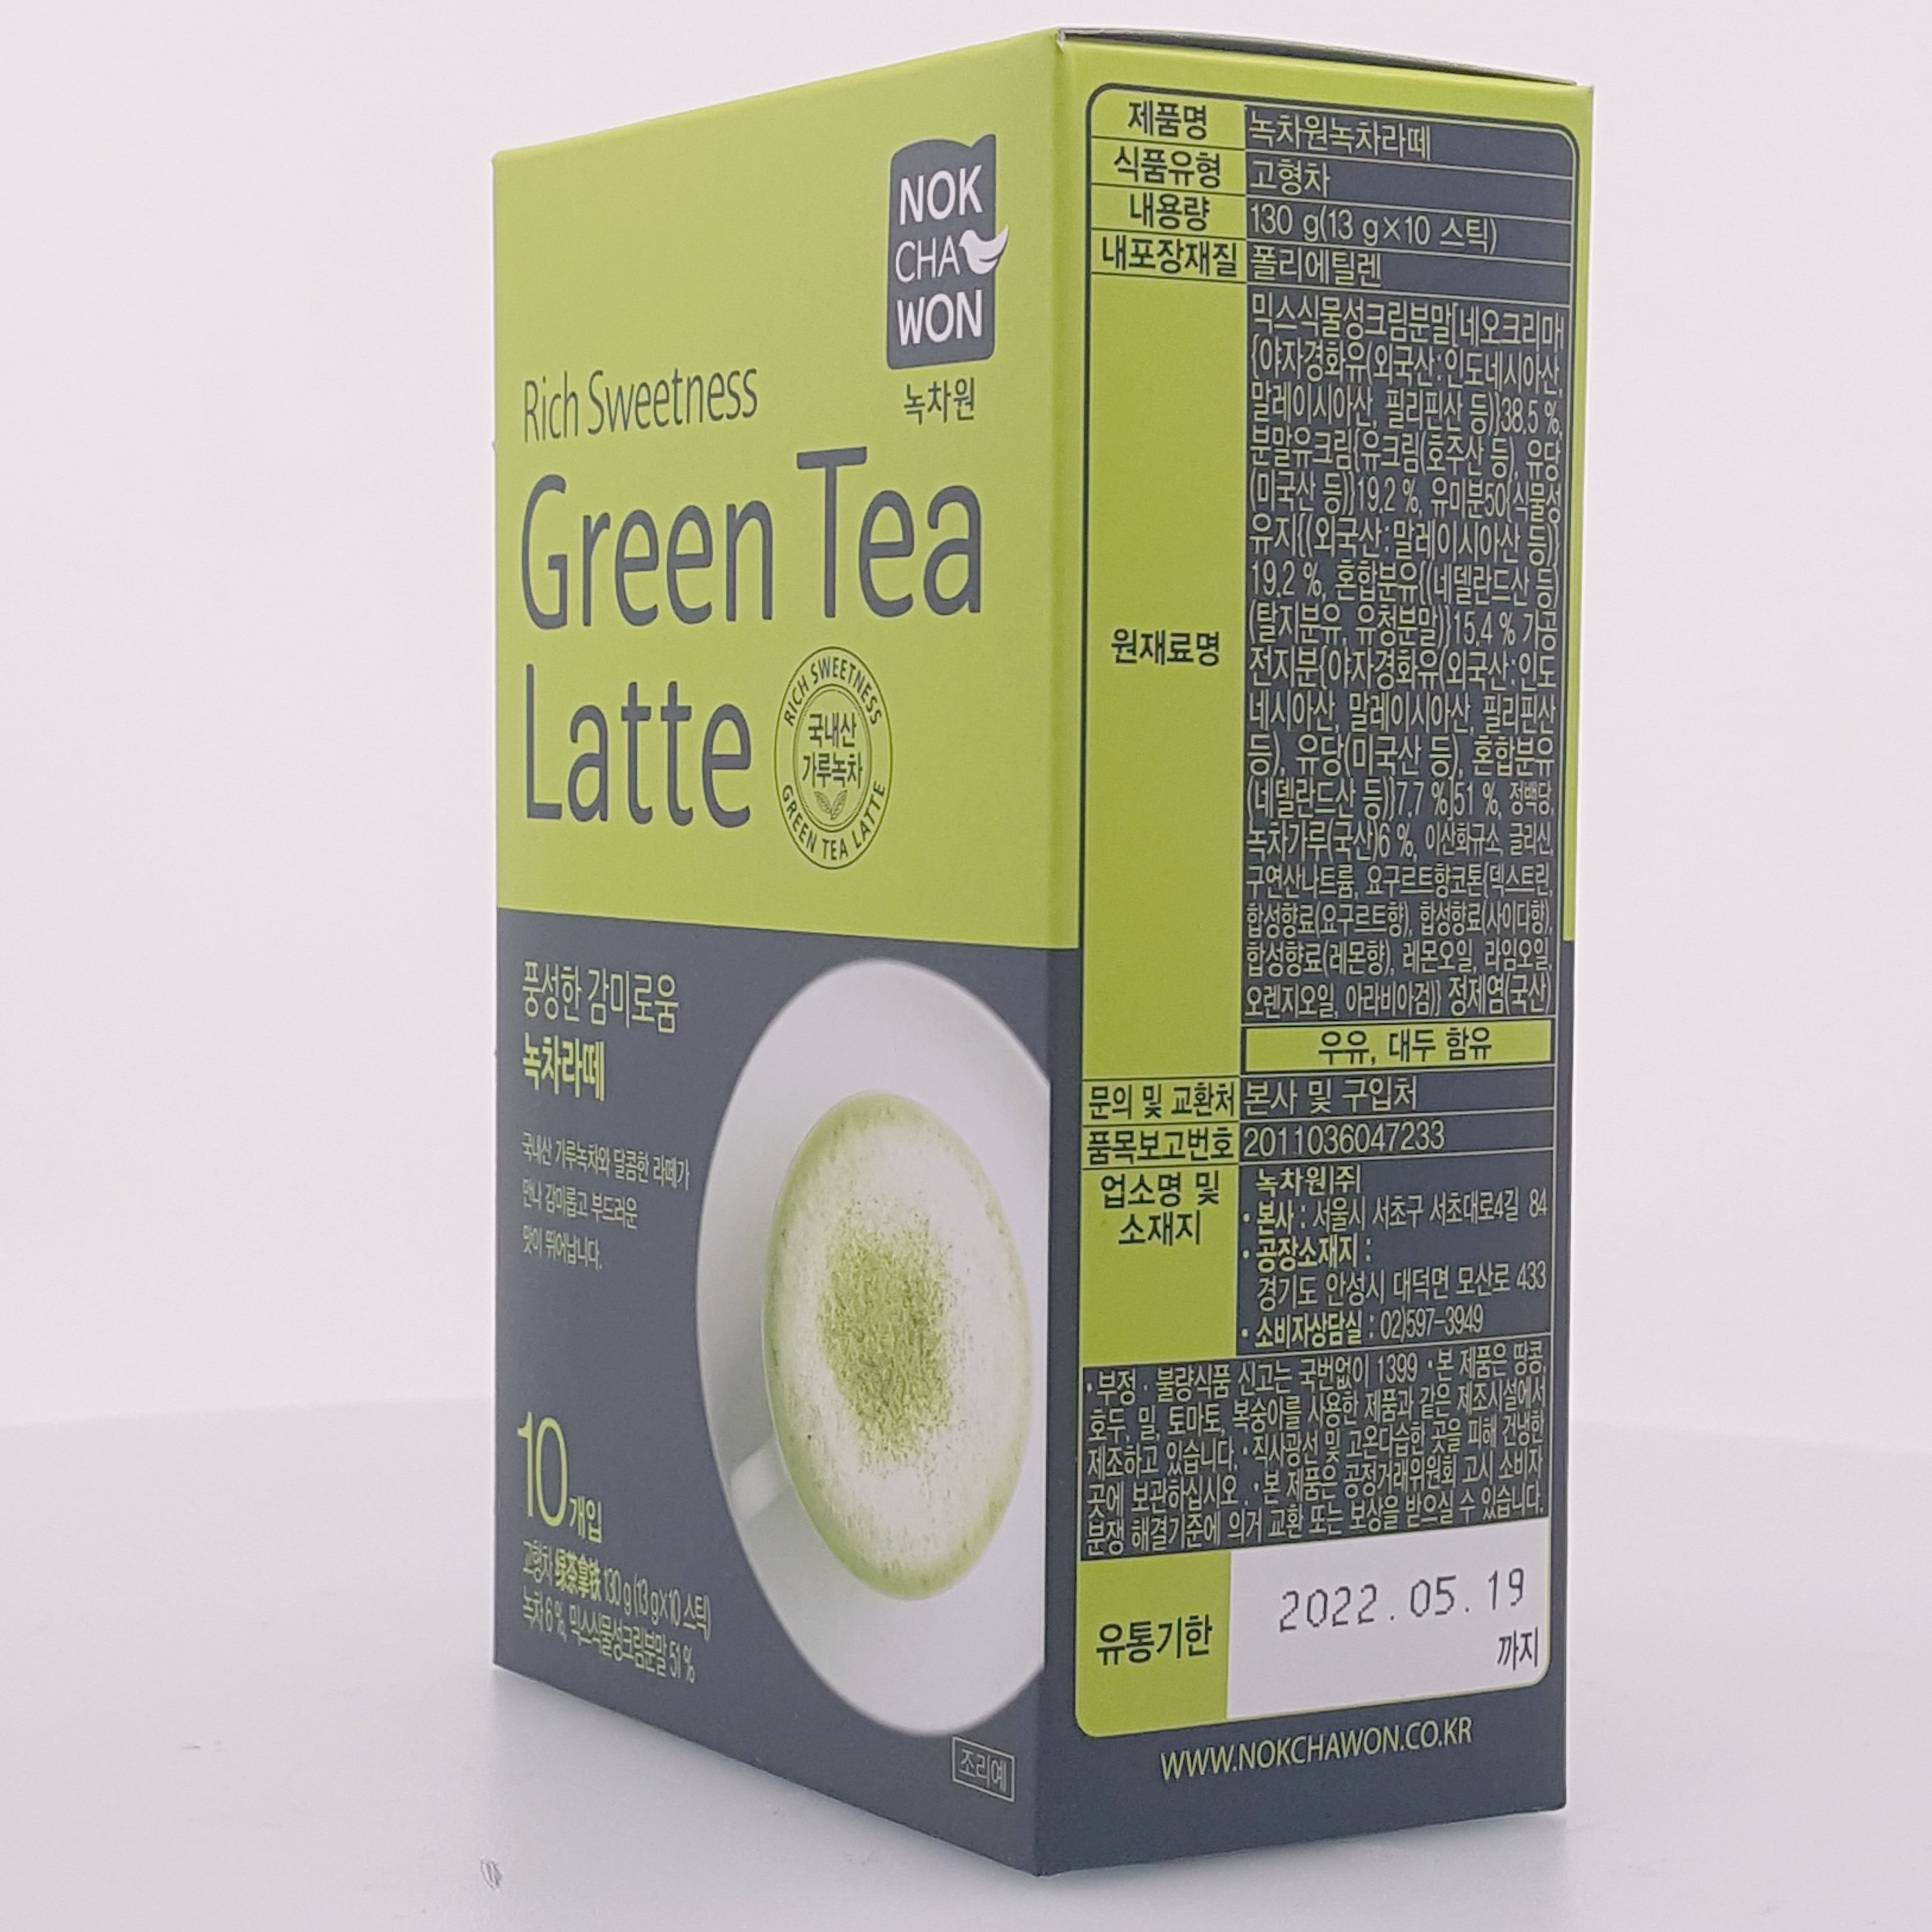 NOK
CHA
WON
녹차원
Rich Sweetness
Green Tea
Latte
RICH SWEETNESS
국내산
가루녹차
GREEN TEA LATTE
풍성한 감미로움
녹차라떼
국내산 가루녹차와 달콤한 라떼가
만나 감미롭고 부드러운
맛이 뛰어납니다.
10개입
고형차 绿茶拿铁 130 g (13 g×10 스틱)
녹차 6 %, 믹스식물성크림분말 51 %
조리예
제품명 녹차원녹차라떼
식품유형 고형차
내용량 130 g(13 g×10 스틱)
내포장재질 폴리에틸렌
원재료명
믹스식물성크림분말[네오크리마
{야자경화유(외국산:인도네시아산,
말레이시아산, 필리핀산 등)}38.5 %,
분말유크림{유크림(호주산 등), 유당
(미국산 등)}19.2 %, 유미분50{식물성
유지{(외국산:말레이시아산 등)}
19.2 %, 혼합분유{(네델란드산 등)
(탈지분유, 유청분말)}15.4 % 가공
전지분{야자경화유(외국산:인도
네시아산, 말레이시아산, 필리핀산
등), 유당(미국산 등), 혼합분유
(네델란드산 등)}7.7 %]51 %, 정백당,
녹차가루(국산)6 %, 이산화규소, 글리신,
구연산나트륨, 요구르트향코튼{덱스트린,
합성향료(요구르트향), 합성향료(사이다향),
합성향료(레몬향), 레몬오일, 라임오일,
오렌지오일, 아라비아검)} 정제염(국산)
우유, 대두 함유
문의 및 교환처 본사 및 구입처
품목보고번호 2011036047233
업소명 및
소재지
녹차원|주|
• 본사 : 서울시 서초구 서초대로4길 84
• 공장소재지 :
경기도 안성시 대덕면 모산로 433
• 소비자상담실 : 02)597-3949
• 부정 · 불량식품 신고는 국번없이 1399 • 본 제품은 땅콩,
호두, 밀, 토마토, 복숭아를 사용한 제품과 같은 제조시설에서
제조하고 있습니다. • 직사광선 및 고온다습한 곳을 피해 건냉한
곳에 보관하십시오. • 본 제품은 공정거래위원회 고시 소비자
분쟁 해결기준에 의거 교환 또는 보상을 받으실 수 있습니다.
유통기한 2022.05.19
까지
WWW.NOKCHAWON.CO.KR